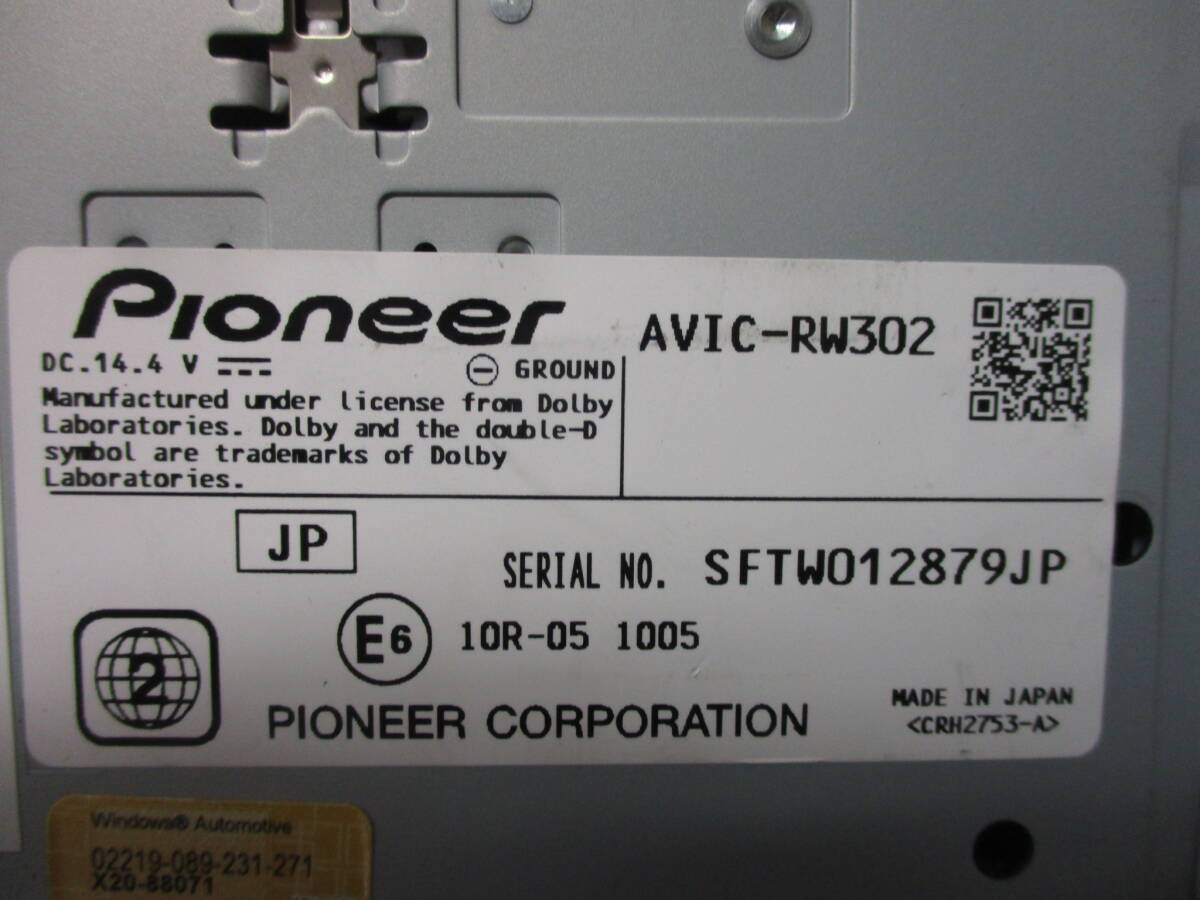 Pioneer
AVIC-RW302
DC.14.4 V
GROUND
Manufactured under license from Dolby
Laboratories. Dolby and the double-D
symbol are trademarks of Dolby
Laboratories.
JP
SERIAL NO. SFTW012879JP
2
E6 10R-05 1005
PIONEER CORPORATION
MADE IN JAPAN
<CRH2753-A>
Windows® Automotive
02219-089-231-271
X20-88071